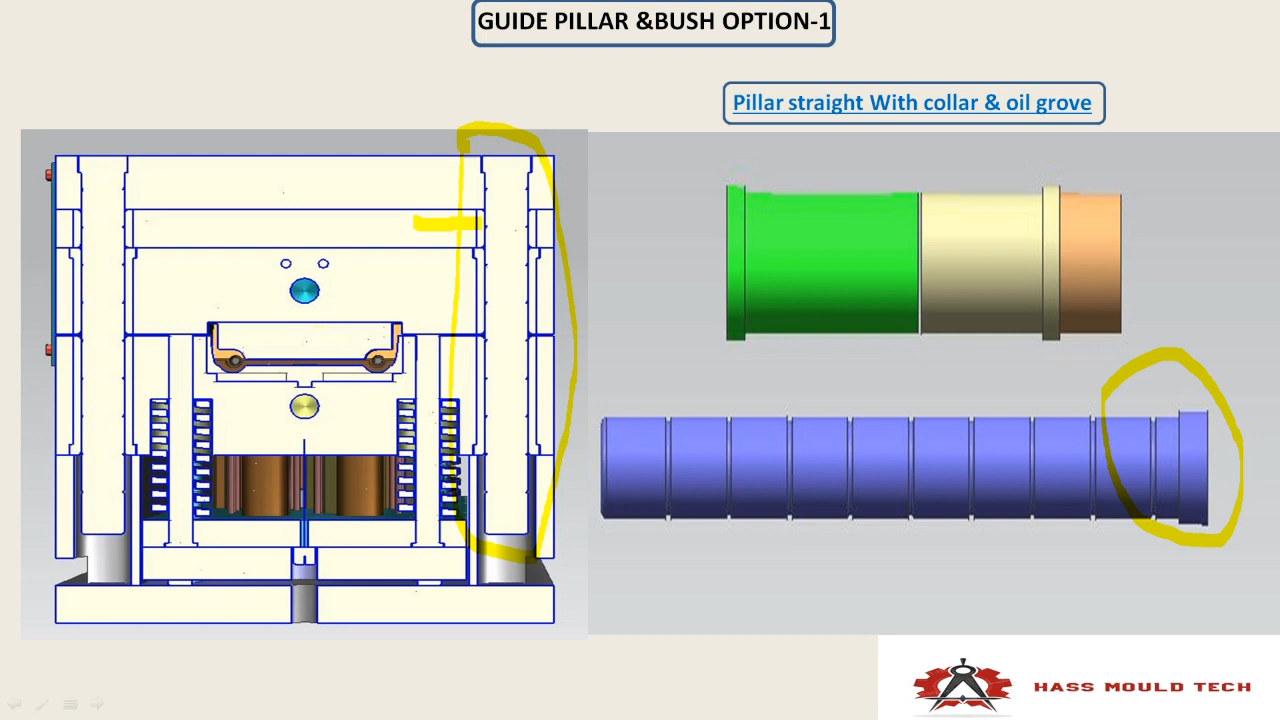 GUIDE PILLAR &BUSH OPTION-1
Pillar straight With collar & oil grove
HASS MOULD TECH